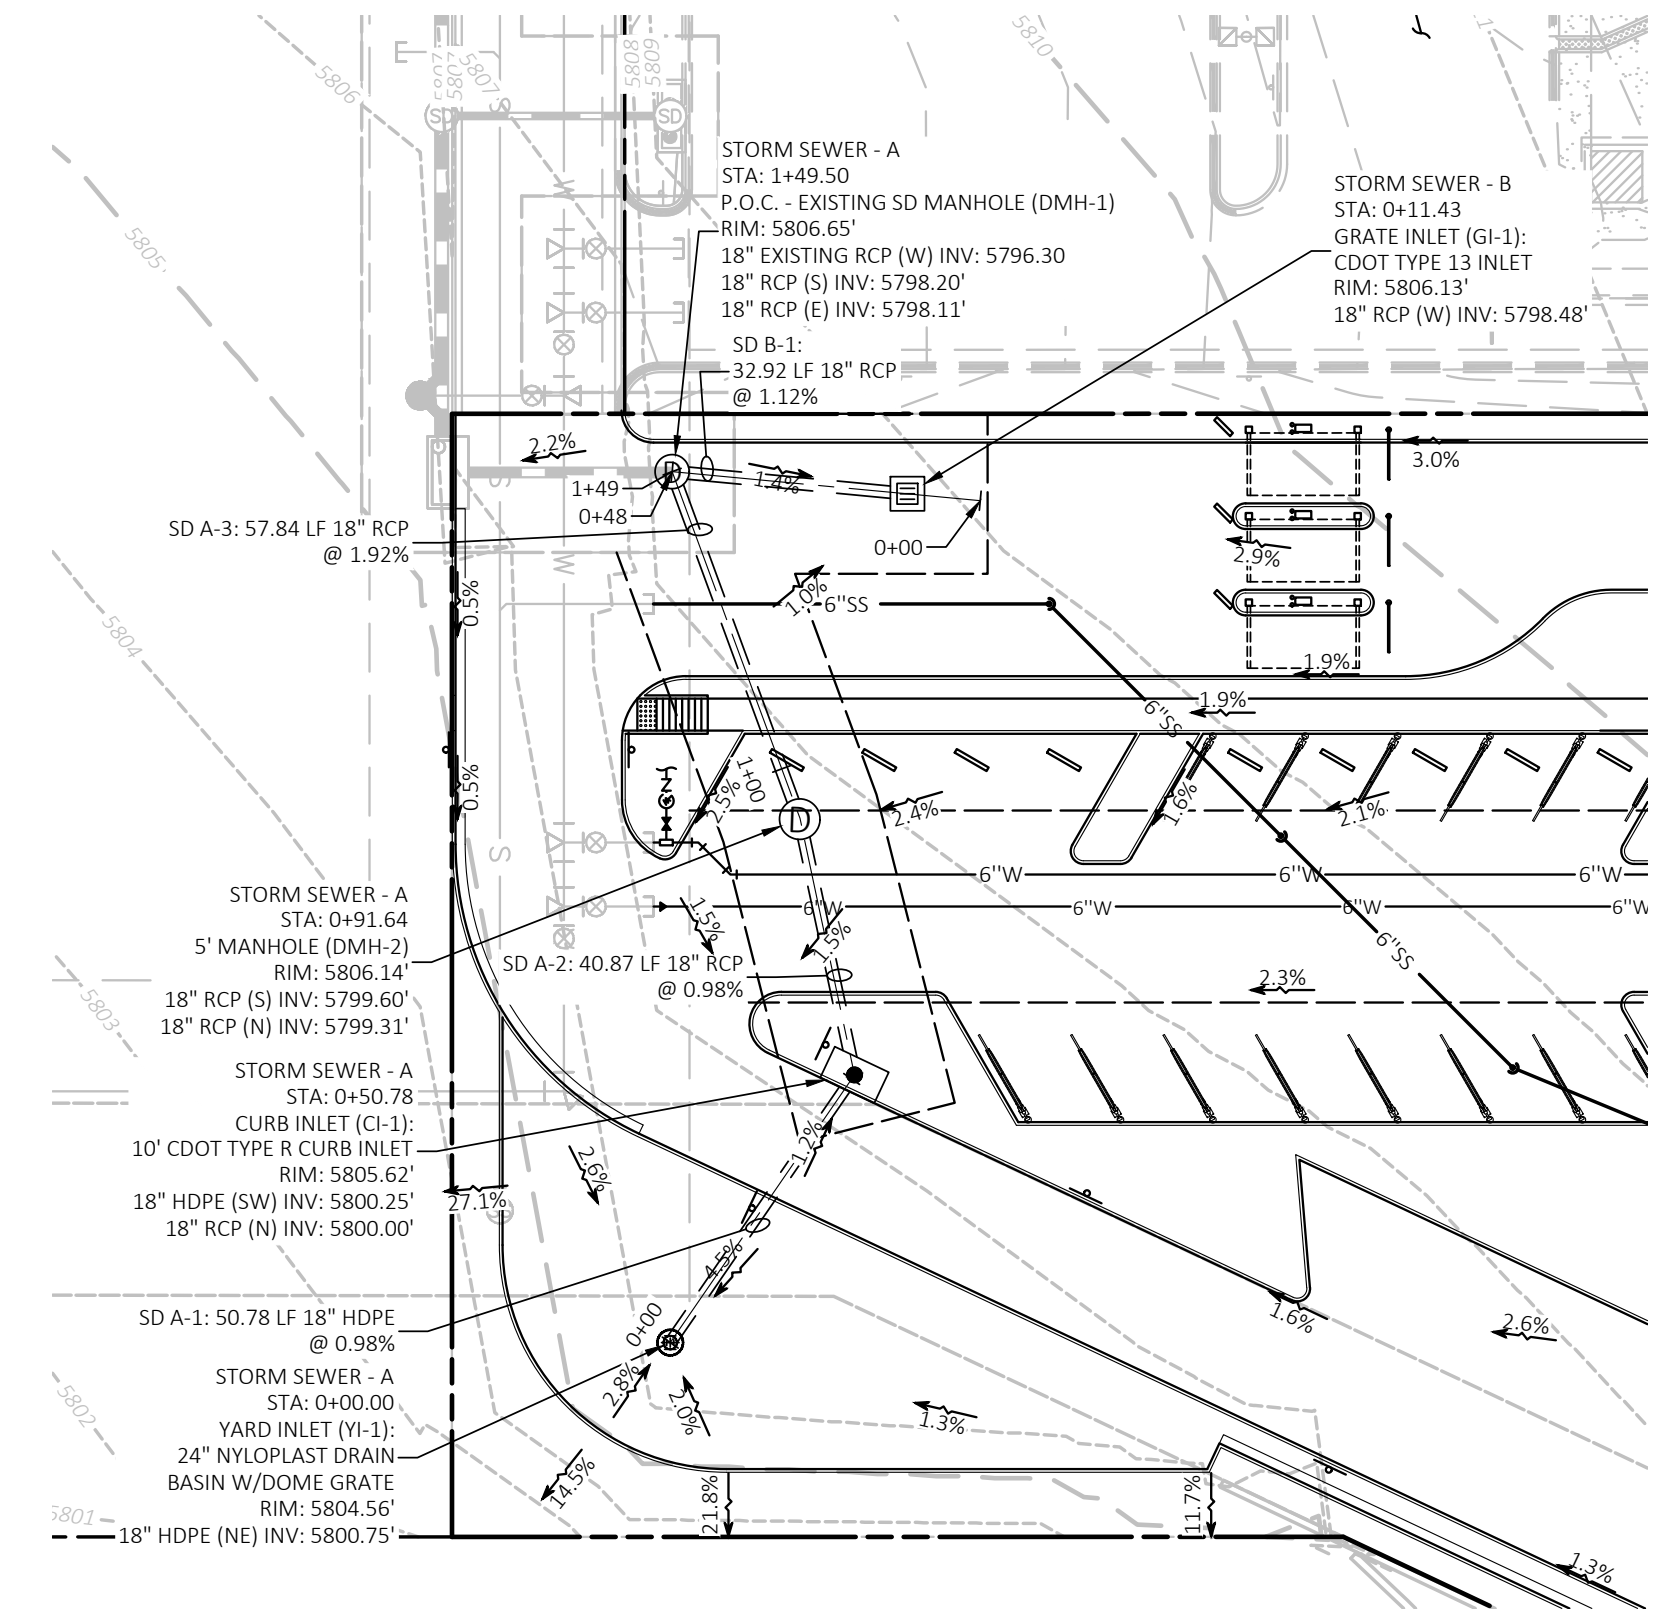 5806
5807
5807
5807
5808
5809
5810
SD
SD
S
W
STORM SEWER - A
STA: 1+49.50
P.O.C. - EXISTING SD MANHOLE (DMH-1)
RIM: 5806.65'
18" EXISTING RCP (W) INV: 5796.30
18" RCP (S) INV: 5798.20'
18" RCP (E) INV: 5798.11'
STORM SEWER - B
STA: 0+11.43
GRATE INLET (GI-1):
CDOT TYPE 13 INLET
RIM: 5806.13'
18" RCP (W) INV: 5798.48'
5805
SD B-1:
32.92 LF 18" RCP
@ 1.12%
2.2%
3.0%
D
1.4%
S
1+49
0+48
0+00
SD A-3: 57.84 LF 18" RCP
@ 1.92%
W
2.9%
0.5%
1.0%
6"SS
5804
1.9%
1.9%
6"SS
0.5%
1+00
2.5%
2.4%
1.6%
2.1%
D
S
6"W
6"W
6"W
STORM SEWER - A
STA: 0+91.64
5' MANHOLE (DMH-2)
RIM: 5806.14'
18" RCP (S) INV: 5799.60'
18" RCP (N) INV: 5799.31'
6"W
6"W
6"W
6"W
1.5%
1.5%
6"SS
SD A-2: 40.87 LF 18" RCP
@ 0.98%
2.3%
5803
STORM SEWER - A
STA: 0+50.78
CURB INLET (CI-1):
10' CDOT TYPE R CURB INLET
RIM: 5805.62'
18" HDPE (SW) INV: 5800.25'
18" RCP (N) INV: 5800.00'
1.2%
2.6%
27.1%
4.5%
SD A-1: 50.78 LF 18" HDPE
@ 0.98%
0+00
1.6%
2.6%
STORM SEWER - A
STA: 0+00.00
YARD INLET (YI-1):
24" NYLOPLAST DRAIN
BASIN W/DOME GRATE
RIM: 5804.56'
18" HDPE (NE) INV: 5800.75'
5802
2.8%
2.0%
1.3%
14.5%
21.8%
11.7%
5801
1.3%